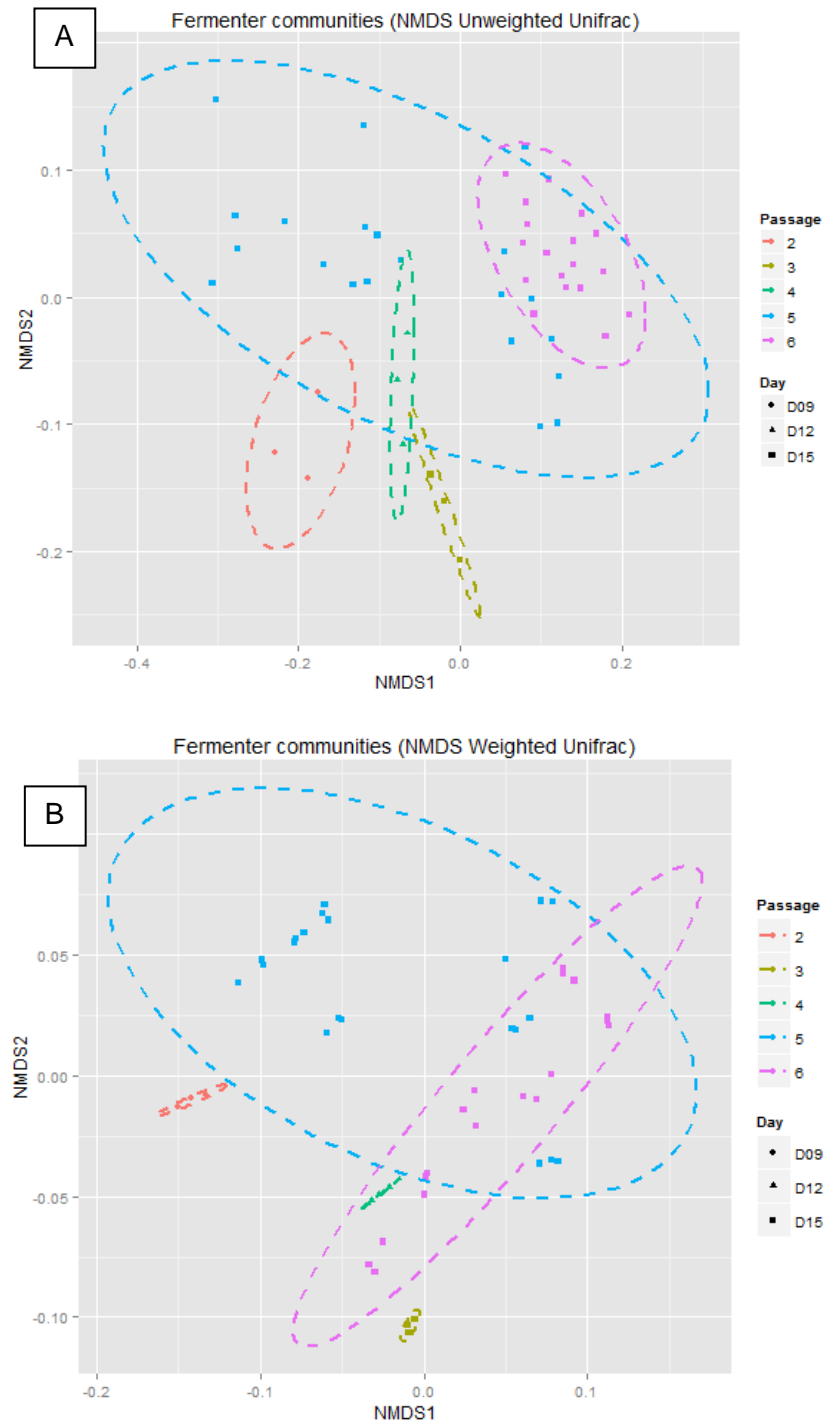 A
Fermenter communities (NMDS Unweighted Unifrac)
NMDS2
0.1
0.0
-0.1
-0.2
-0.4
-0.2
0.0
0.2
NMDS1
Passage
2
3
4
5
6
Day
D09
D12
D15
B
Fermenter communities (NMDS Weighted Unifrac)
NMDS2
0.05
0.00
-0.05
-0.10
-0.2
-0.1
0.0
0.1
NMDS1
Passage
2
3
4
5
6
Day
D09
D12
D15